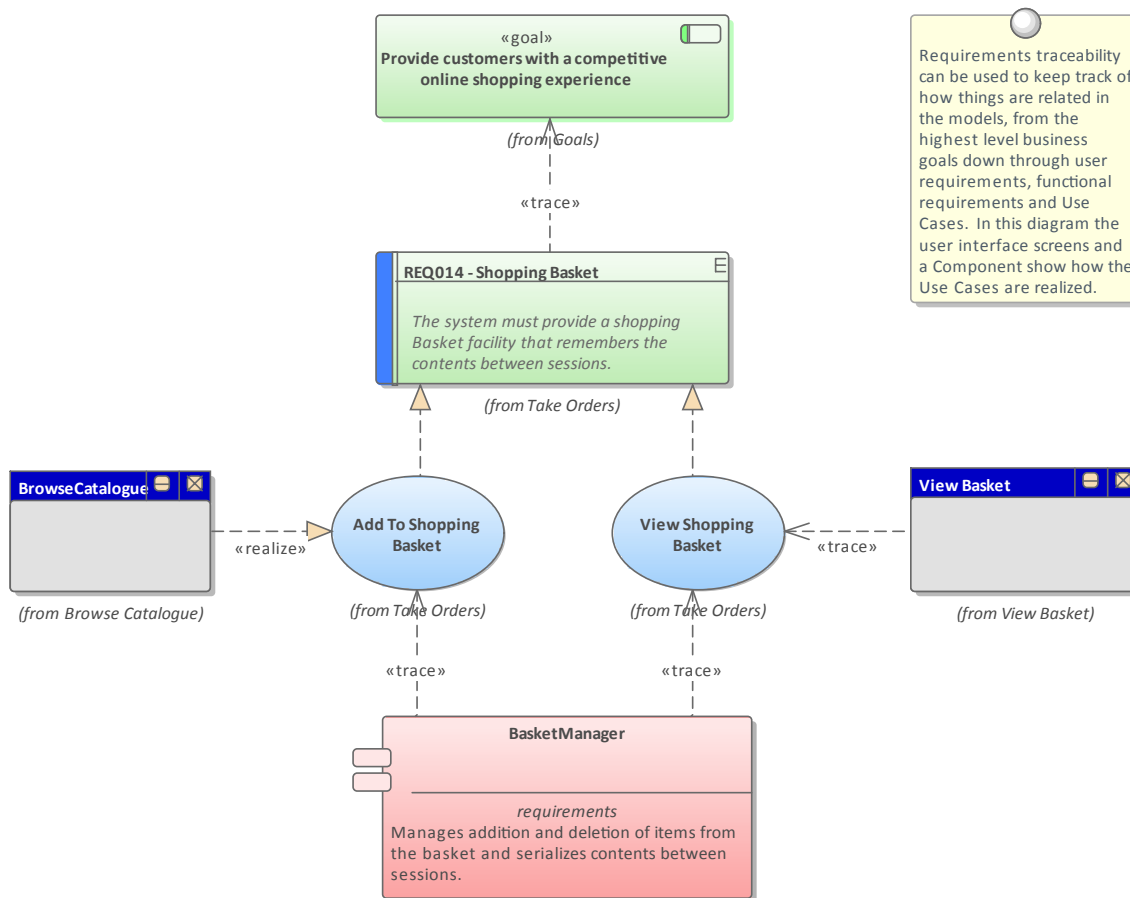 «goal»
Provide customers with a competitive
online shopping experience
(from Goals)
«trace»
Requirements traceability
can be used to keep track of
how things are related in
the models, from the
highest level business
goals down through user
requirements, functional
requirements and Use
Cases. In this diagram the
user interface screens and
a Component show how the
Use Cases are realized.
REQ014 - Shopping Basket
E
The system must provide a shopping
Basket facility that remembers the
contents between sessions.
(from Take Orders)
BrowseCatalogue
(from Browse Catalogue)
«realize»
Add To Shopping
Basket
(from Take Orders)
View Shopping
Basket
(from Take Orders)
«trace»
View Basket
(from View Basket)
«trace»
«trace»
BasketManager
requirements
Manages addition and deletion of items from
the basket and serializes contents between
sessions.